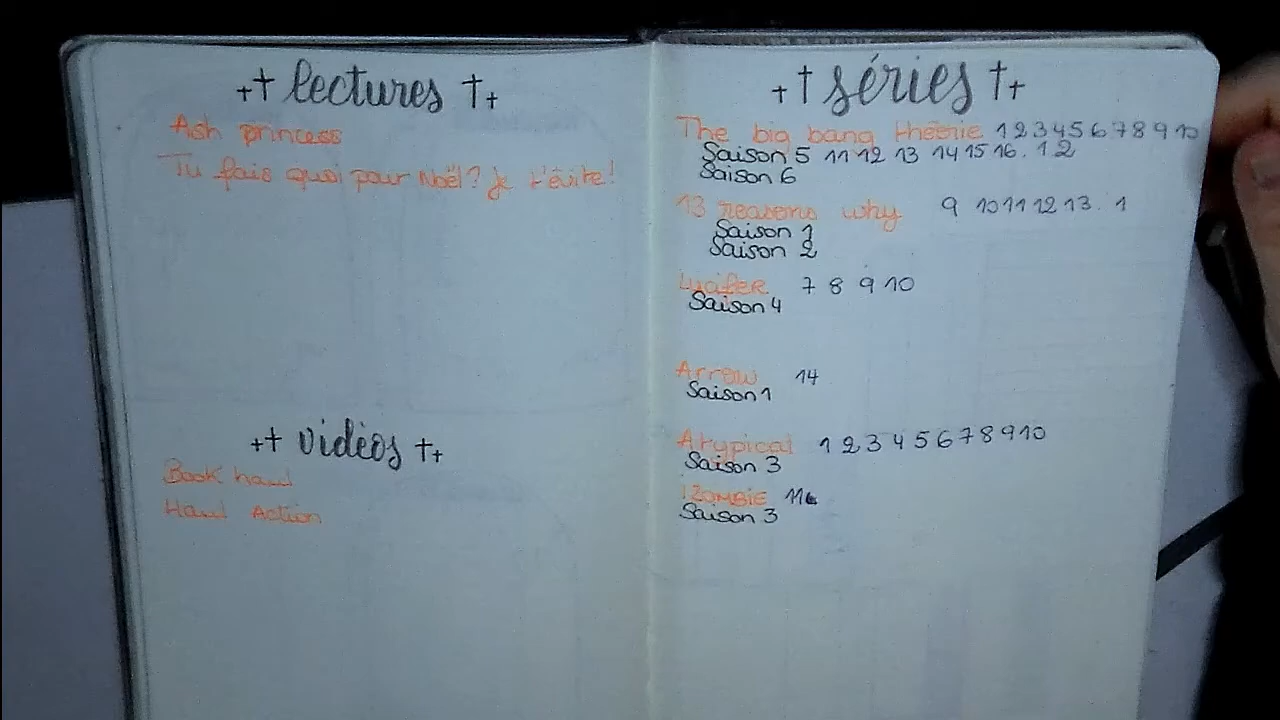 lectures
Ash princess
Tu fais quoi pour Noël? Je t'évite!
vidéos
Book haul
Haul Action
séries
The big bang théorie 1 2 3 4 5 6 7 8 9 10
Saison 5 11 12 13 14 15 16. 1 2
Saison 6
13 reasons why 9 10 11 12 13. 1
Saison 1
Saison 2
Lucifer 7 8 9 10
Saison 4
Arrow 14
Saison 1
Atypical 1 2 3 4 5 6 7 8 9 10
Saison 3
iZOMBIE
Saison 3